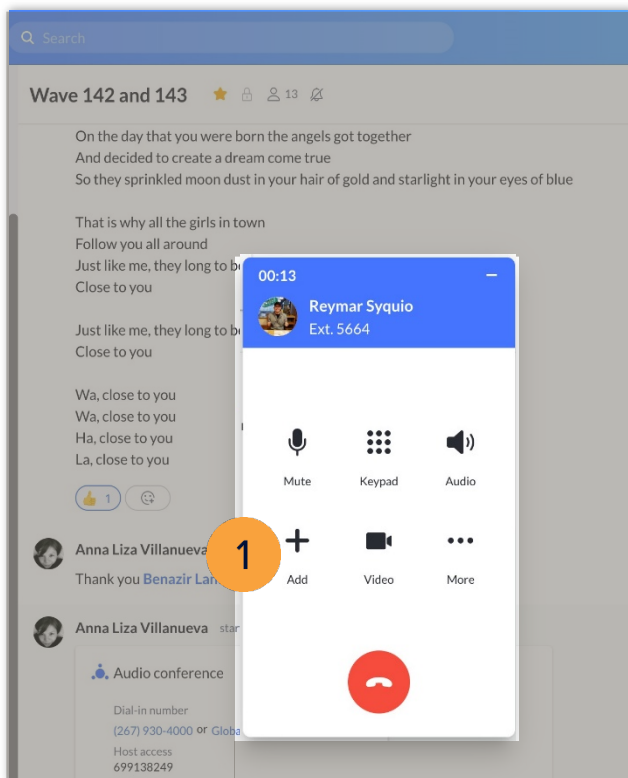 Search
Wave 142 and 143 13
On the day that you were born the angels got together
And decided to create a dream come true
So they sprinkled moon dust in your hair of gold and starlight in your eyes of blue
That is why all the girls in town
Follow you all around
Just like me, they long to b
Close to you
Just like me, they long to b
Close to you
Wa, close to you
Wa, close to you
Ha, close to you
La, close to you
1
Anna Liza Villanueva
Thank you Benazir Lan
Anna Liza Villanueva star
Audio conference
Dial-in number
(267) 930-4000 or Globa
Host access
699138249
00:13
Reymar Syquio
Ext. 5664
Mute Keypad Audio
1
Add Video More